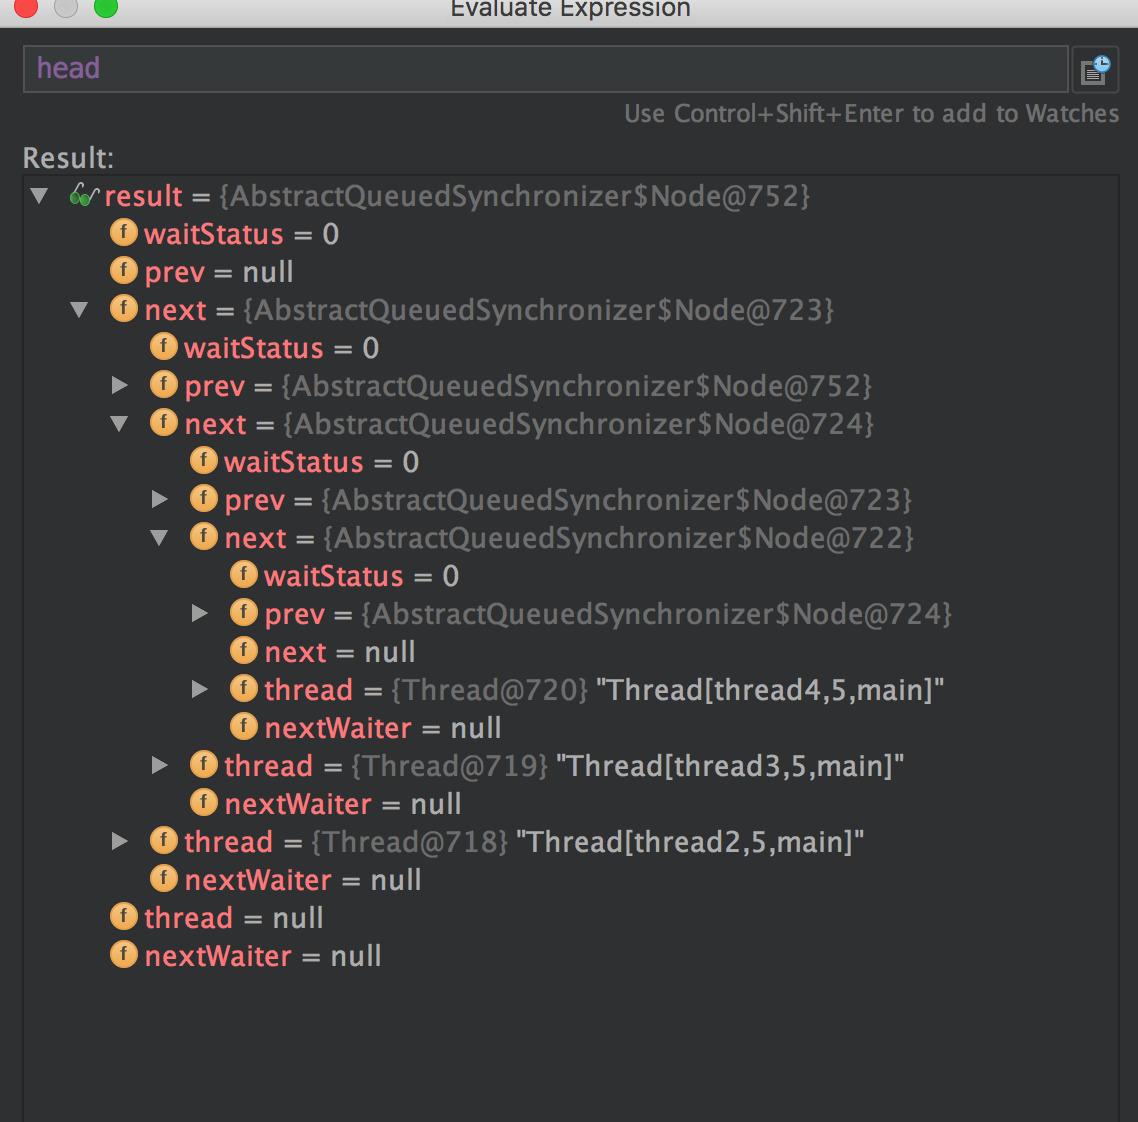 Evaluate Expression
head
Use Control+Shift+Enter to add to Watches
Result:
result = {AbstractQueuedSynchronizer$Node@752}
f waitStatus = 0
f prev = null
f next = {AbstractQueuedSynchronizer$Node@723}
f waitStatus = 0
f prev = {AbstractQueuedSynchronizer$Node@752}
f next = {AbstractQueuedSynchronizer$Node@724}
f waitStatus = 0
f prev = {AbstractQueuedSynchronizer$Node@723}
f next = {AbstractQueuedSynchronizer$Node@722}
f waitStatus = 0
f prev = {AbstractQueuedSynchronizer$Node@724}
f next = null
f thread = {Thread@720} "Thread[thread4,5,main]"
f nextWaiter = null
f thread = {Thread@719} "Thread[thread3,5,main]"
f nextWaiter = null
f thread = {Thread@718} "Thread[thread2,5,main]"
f nextWaiter = null
f thread = null
f nextWaiter = null